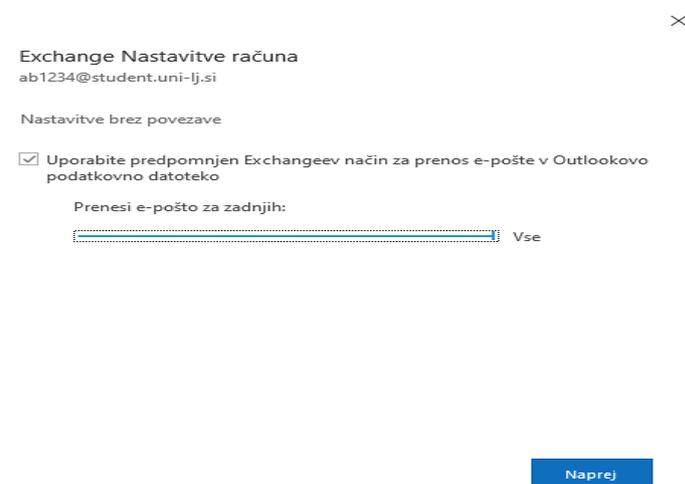 Exchange Nastavitve računa
ab1234@student.uni-lj.si
Nastavitve brez povezave
Uporabite predpomnjen Exchangeev način za prenos e-pošte v Outlookovo
podatkovno datoteko
Prenesi e-pošto za zadnjih:
Vse
Naprej